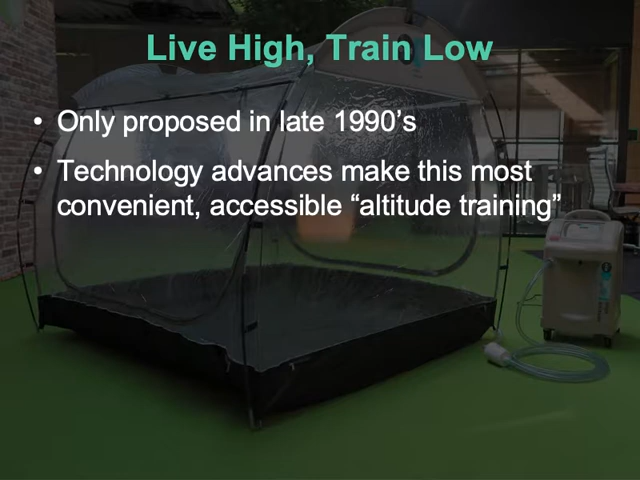 Live High, Train Low
• Only proposed in late 1990’s
• Technology advances make this most
convenient, accessible “altitude training”